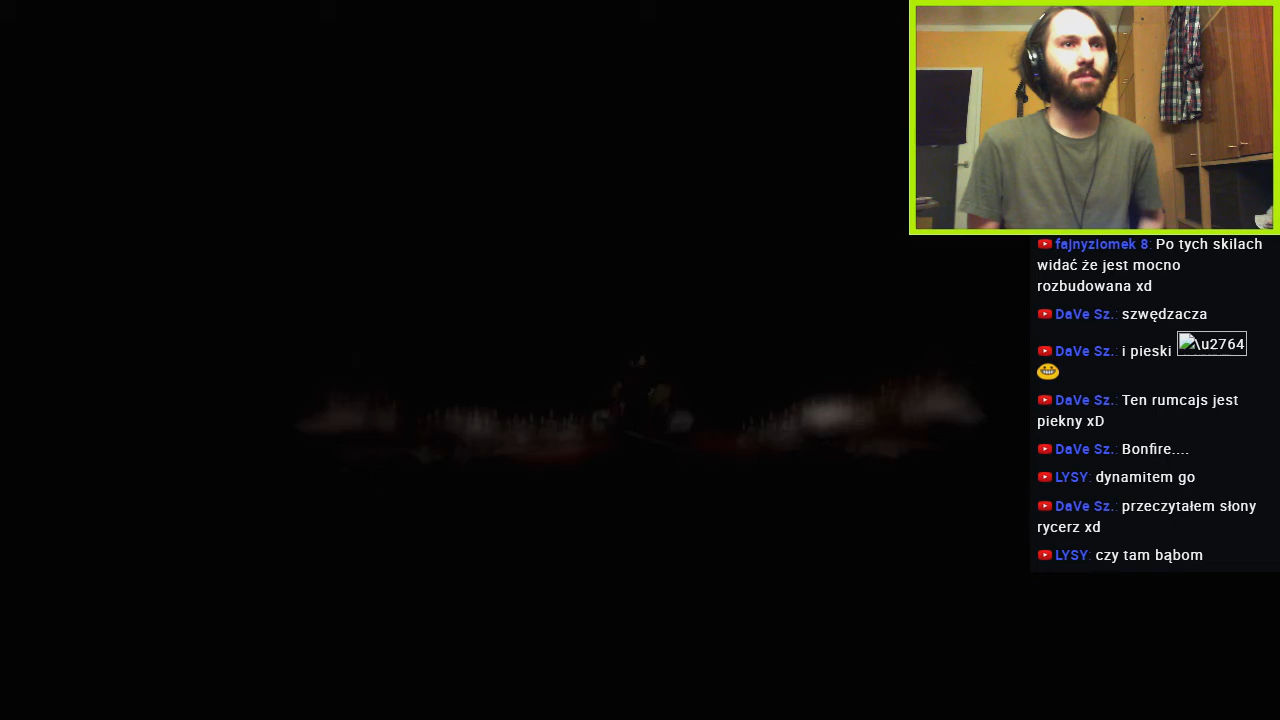 fajnyziomek 8: Po tych skilach
widać że jest mocno
rozbudowana xd
DaVe Sz.: szwędzacza
DaVe Sz.: i pieski \u2764
DaVe Sz.: Ten rumcajs jest
piekny xD
DaVe Sz.: Bonfire....
LYSY: dynamitem go
DaVe Sz.: przeczytałem słony
rycerz xd
LYSY: czy tam bąbom